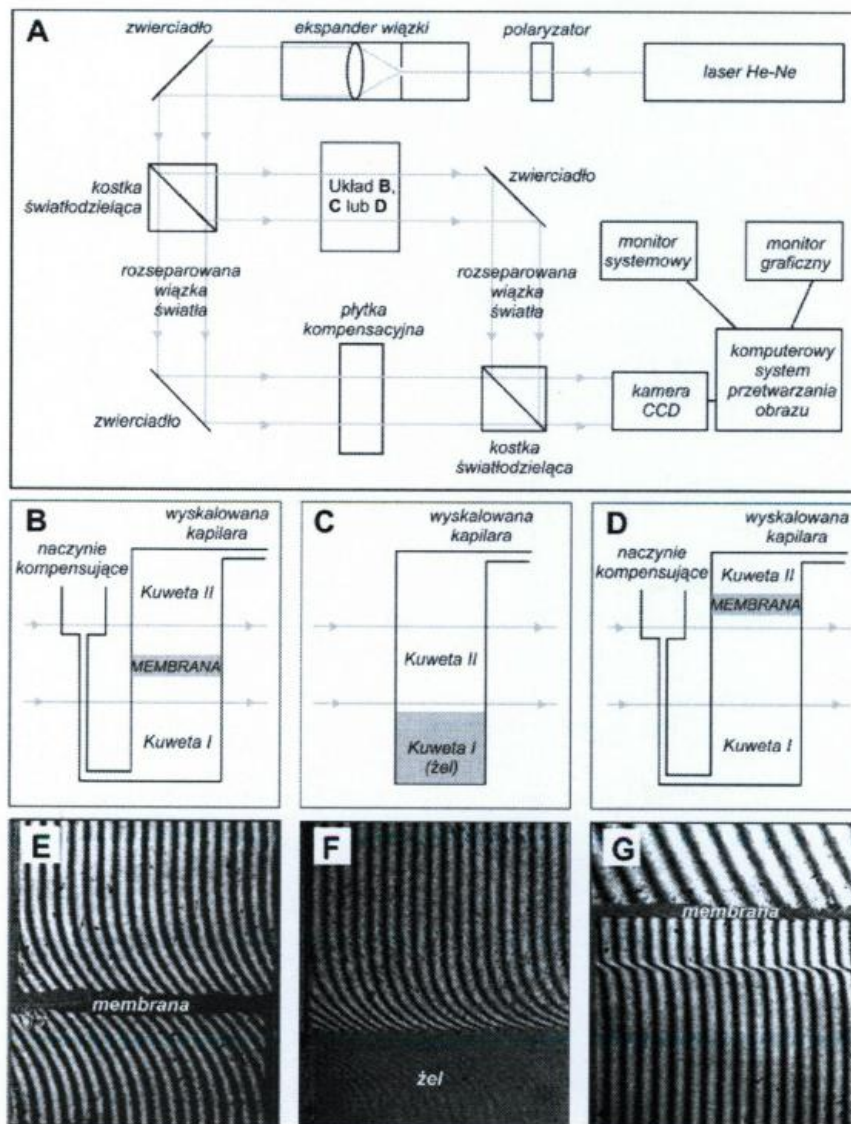 A
zwierciadło
ekspander wiązki
polaryzator
laser He-Ne
kostka
światłodzieląca
Układ B,
C lub D
zwierciadło
monitor
systemowy
monitor
graficzny
rozseparowana
wiązka
światła
rozseparowana
wiązka
światła
płytka
kompensacyjna
zwierciadło
kostka
światłodzieląca
kamera
CCD
komputerowy
system
przetwarzania
obrazu
B
wyskalowana
kapilara
naczynie
kompensujące
Kuweta II
MEMBRANA
Kuweta I
C
wyskalowana
kapilara
Kuweta II
Kuweta I
(żel)
D
wyskalowana
kapilara
naczynie
kompensujące
Kuweta II
MEMBRANA
Kuweta I
E
membrana
F
żel
G
membrana